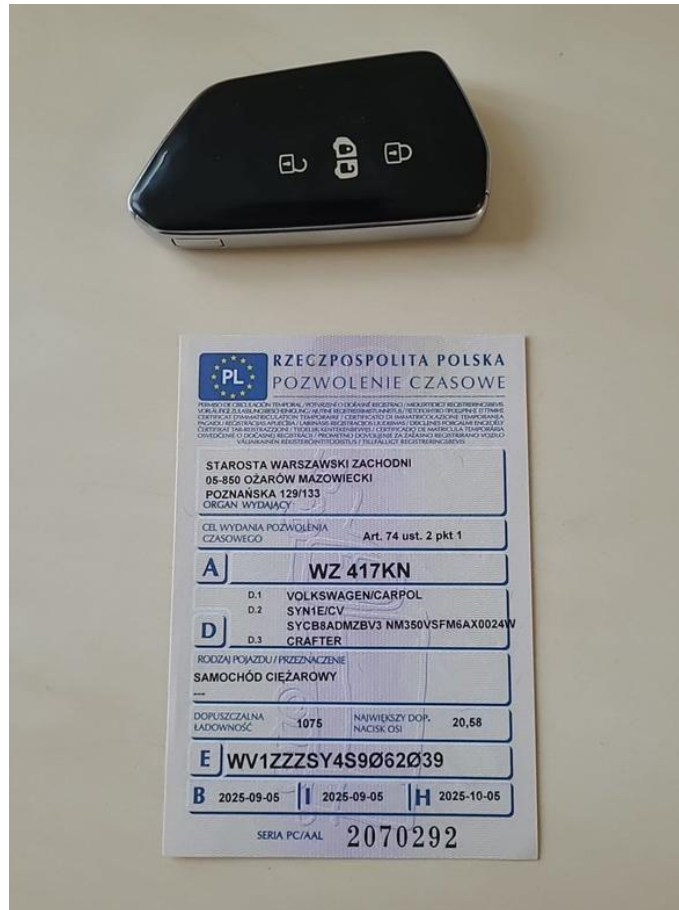 PL
RZECZPOSPOLITA POLSKA
POZWOLENIE CZASOWE
STAROSTA WARSZAWSKI ZACHODNI
05-850 OŻARÓW MAZOWIECKI
POZNAŃSKA 129/133
ORGAN WYDAJĄCY
CEL WYDANIA POZWOLENIA
CZASOWEGO Art. 74 ust. 2 pkt 1
A WZ 417KN
D.1 VOLKSWAGEN/CARPOL
D.2 SYN1E/CV
SYCB8ADMZBV3 NM350VSFM6AX0024W
D
D.3 CRAFTER
RODZAJ POJAZDU / PRZEZNACZENIE
SAMOCHÓD CIĘŻAROWY
---
DOPUSZCZALNA ŁADOWNOŚĆ 1075 NAJWIĘKSZY DOP. NACISK OSI 20,58
E WV1ZZZSY4S9Ø62Ø39
B 2025-09-05 I 2025-09-05 H 2025-10-05
SERIA PC/AAL 2070292